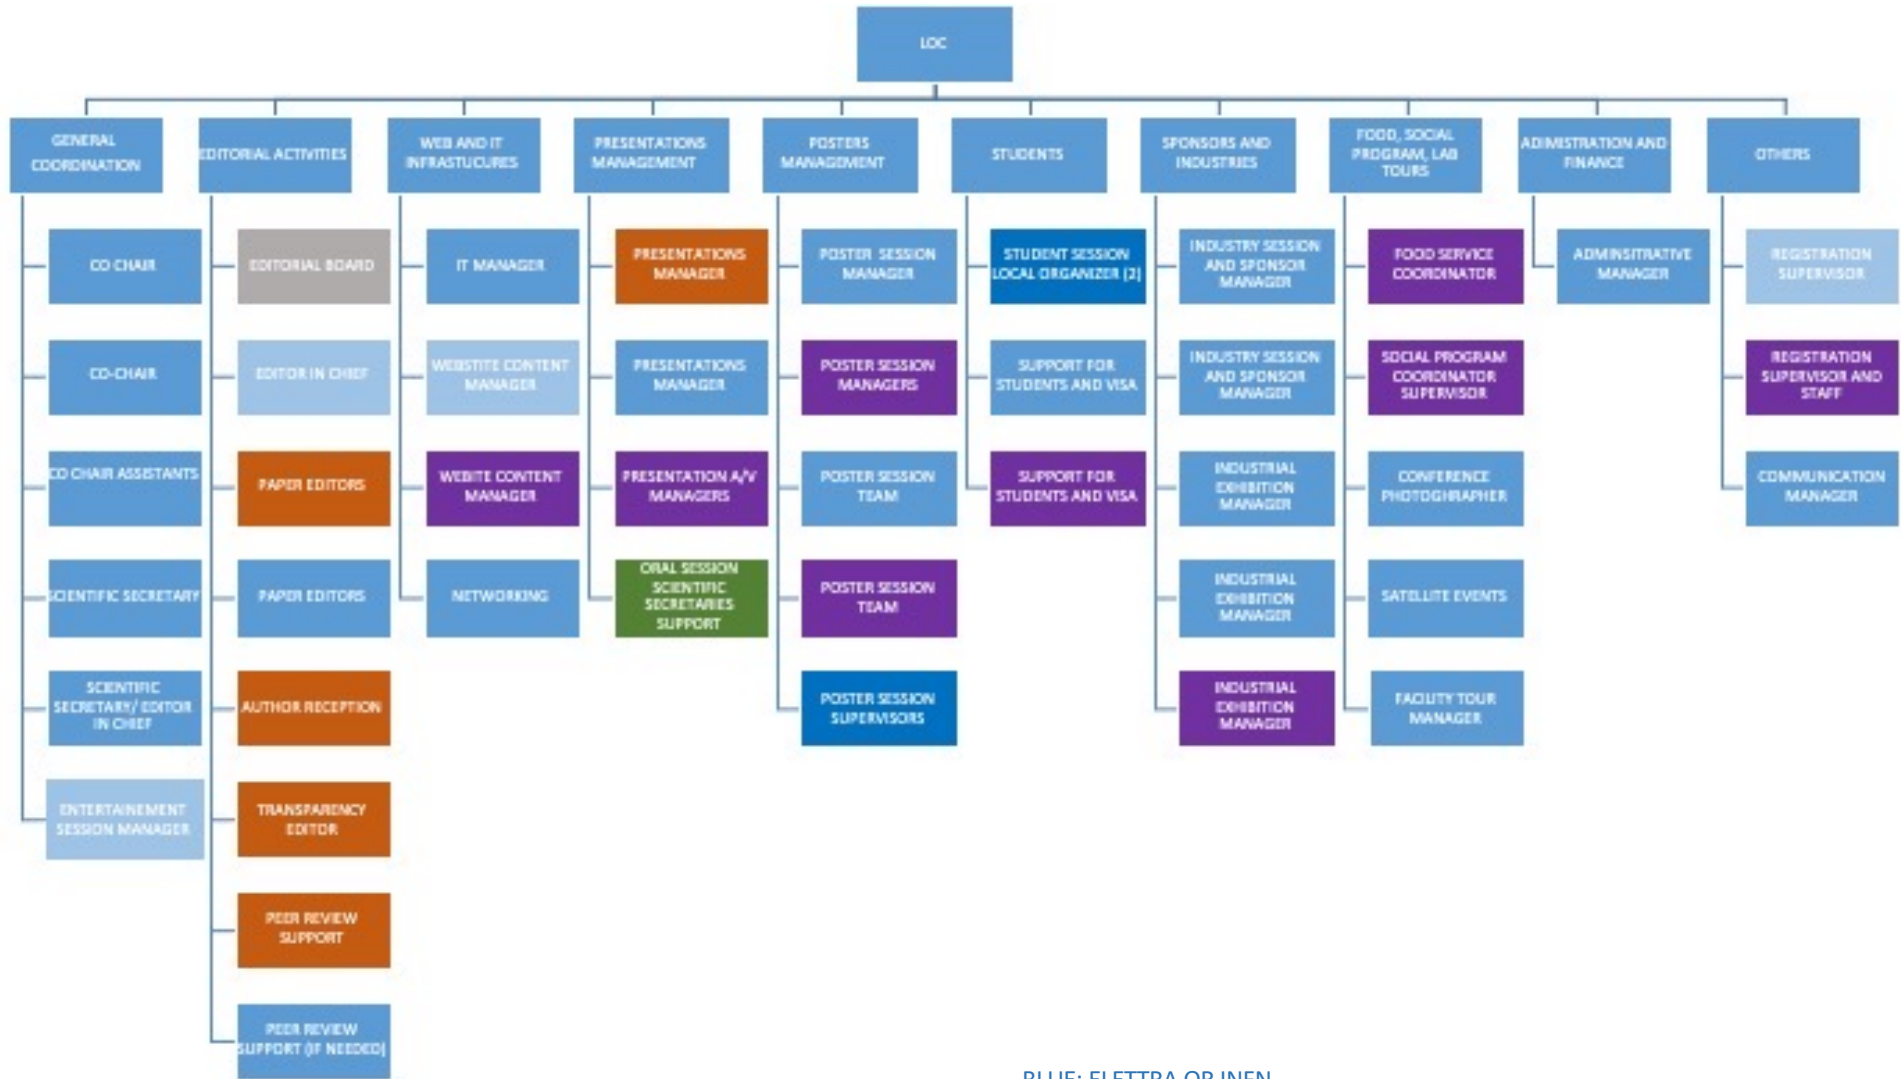 LOC
GENERAL
COORDINATION
EDITORIAL ACTIVITIES
WEB AND IT
INFRASTUCURES
PRESENTATIONS
MANAGEMENT
POSTERS
MANAGEMENT
STUDENTS
SPONSORS AND
INDUSTRIES
FOOD, SOCIAL
PROGRAM, LAB
TOURS
ADIMISTRATION AND
FINANCE
OTHERS
CO CHAIR
CO-CHAIR
CO CHAIR ASSISTANTS
SCIENTIFIC SECRETARY
SCIENTIFIC
SECRETARY/ EDITOR
IN CHIEF
ENTERTAINEMENT
SESSION MANAGER
EDITORIAL BOARD
EDITOR IN CHIEF
PAPER EDITORS
PAPER EDITORS
AUTHOR RECEPTION
TRANSPARENCY
EDITOR
PEER REVIEW
SUPPORT
PEER REVIEW
SUPPORT (IF NEEDED)
IT MANAGER
WEBSTITE CONTENT
MANAGER
WEBITE CONTENT
MANAGER
NETWORKING
PRESENTATIONS
MANAGER
PRESENTATIONS
MANAGER
PRESENTATION A/V
MANAGERS
ORAL SESSION
SCIENTIFIC
SECRETARIES
SUPPORT
POSTER SESSION
MANAGER
POSTER SESSION
MANAGERS
POSTER SESSION
TEAM
POSTER SESSION
TEAM
POSTER SESSION
SUPERVISORS
STUDENT SESSION
LOCAL ORGANIZER (2)
SUPPORT FOR
STUDENTS AND VISA
SUPPORT FOR
STUDENTS AND VISA
INDUSTRY SESSION
AND SPONSOR
MANAGER
INDUSTRY SESSION
AND SPONSOR
MANAGER
INDUSTRIAL
EXHIBITION
MANAGER
INDUSTRIAL
EXHIBITION
MANAGER
INDUSTRIAL
EXHIBITION
MANAGER
FOOD SERVICE
COORDINATOR
SOCIAL PROGRAM
COORDINATOR
SUPERVISOR
CONFERENCE
PHOTOGHRAPHER
SATELLITE EVENTS
FACILITY TOUR
MANAGER
ADMINSITRATIVE
MANAGER
REGISTRATION
SUPERVISOR
REGISTRATION
SUPERVISOR AND
STAFF
COMMUNICATION
MANAGER
BLUE: ELETTRA OR INFN